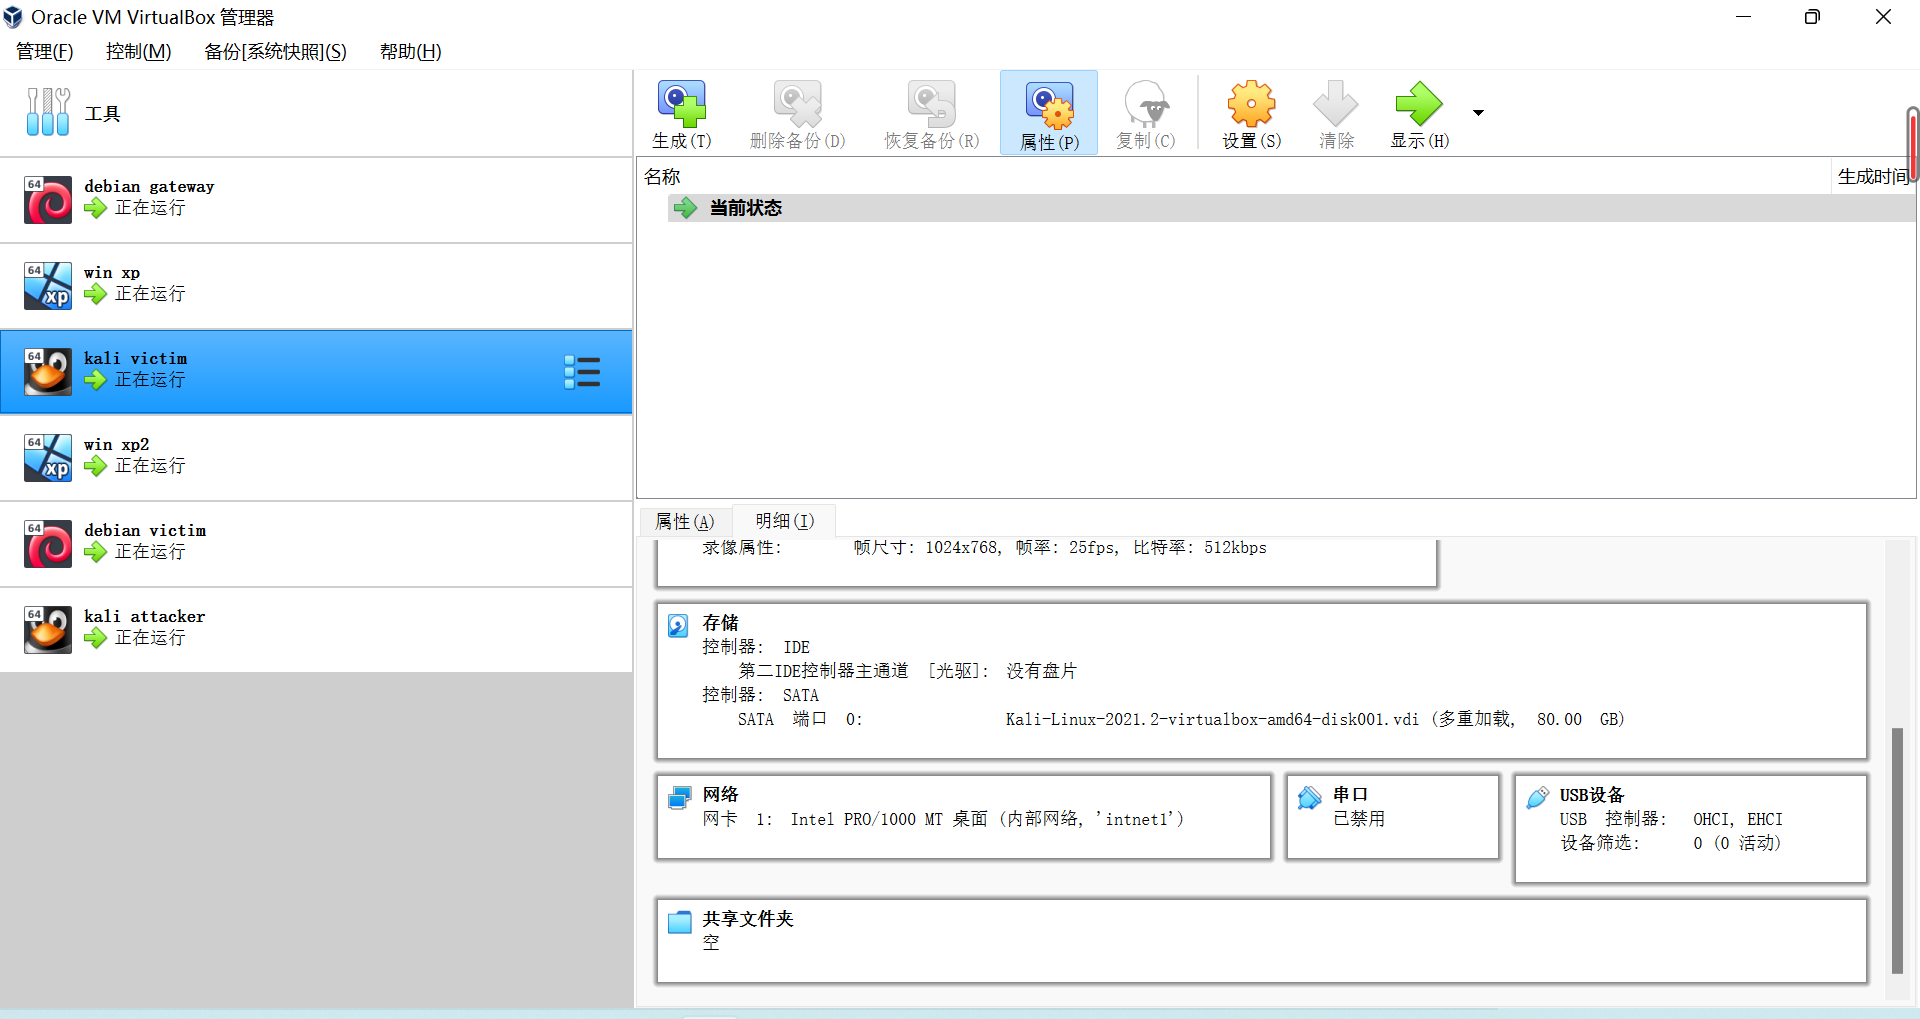 Oracle VM VirtualBox 管理器
管理(F) 控制(M) 备份[系统快照](S) 帮助(H)
工具
64
debian gateway
正在运行
64
xp
win xp
正在运行
64
kali victim
正在运行
64
xp
win xp2
正在运行
64
debian victim
正在运行
64
kali attacker
正在运行
生成(T) 删除备份(D) 恢复备份(R) 属性(P) 复制(C) 设置(S) 清除 显示(H)
名称 生成时间
当前状态
属性(A) 明细(I)
录像属性: 帧尺寸: 1024x768, 帧率: 25fps, 比特率: 512kbps
存储
控制器: IDE
第二IDE控制器主通道 [光驱]: 没有盘片
控制器: SATA
SATA 端口 0: Kali-Linux-2021.2-virtualbox-amd64-disk001.vdi (多重加载, 80.00 GB)
网络
网卡 1: Intel PRO/1000 MT 桌面 (内部网络, 'intnet1')
串口
已禁用
USB设备
USB 控制器: OHCI, EHCI
设备筛选: 0 (0 活动)
共享文件夹
空